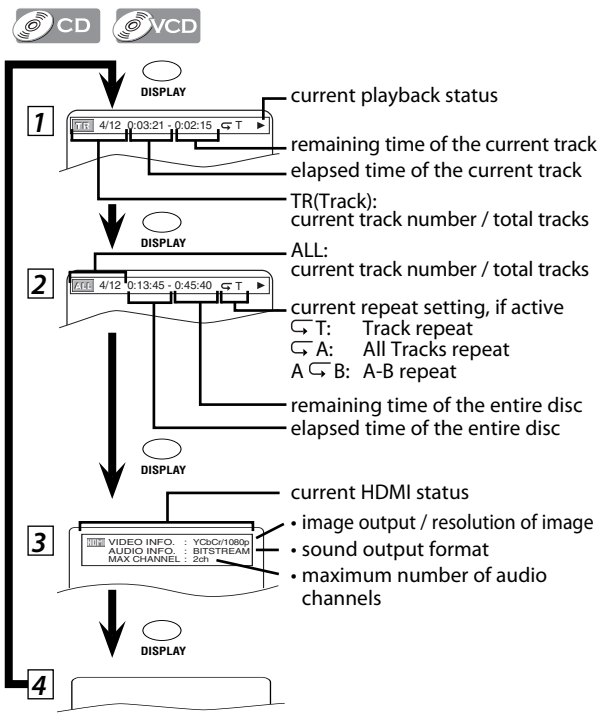 CD VCD
DISPLAY
current playback status
1
TR 4/12 0:03:21 - 0:02:15 T
remaining time of the current track
elapsed time of the current track
TR(Track):
current track number / total tracks
DISPLAY
ALL:
current track number / total tracks
2
ALL 4/12 0:13:45 - 0:45:40 T
current repeat setting, if active
T: Track repeat
A: All Tracks repeat
A B: A-B repeat
remaining time of the entire disc
elapsed time of the entire disc
DISPLAY
current HDMI status
3
HDMI VIDEO INFO. : YCbCr/1080p
AUDIO INFO. : BITSTREAM
MAX CHANNEL : 2ch
• image output / resolution of image
• sound output format
• maximum number of audio
channels
DISPLAY
4